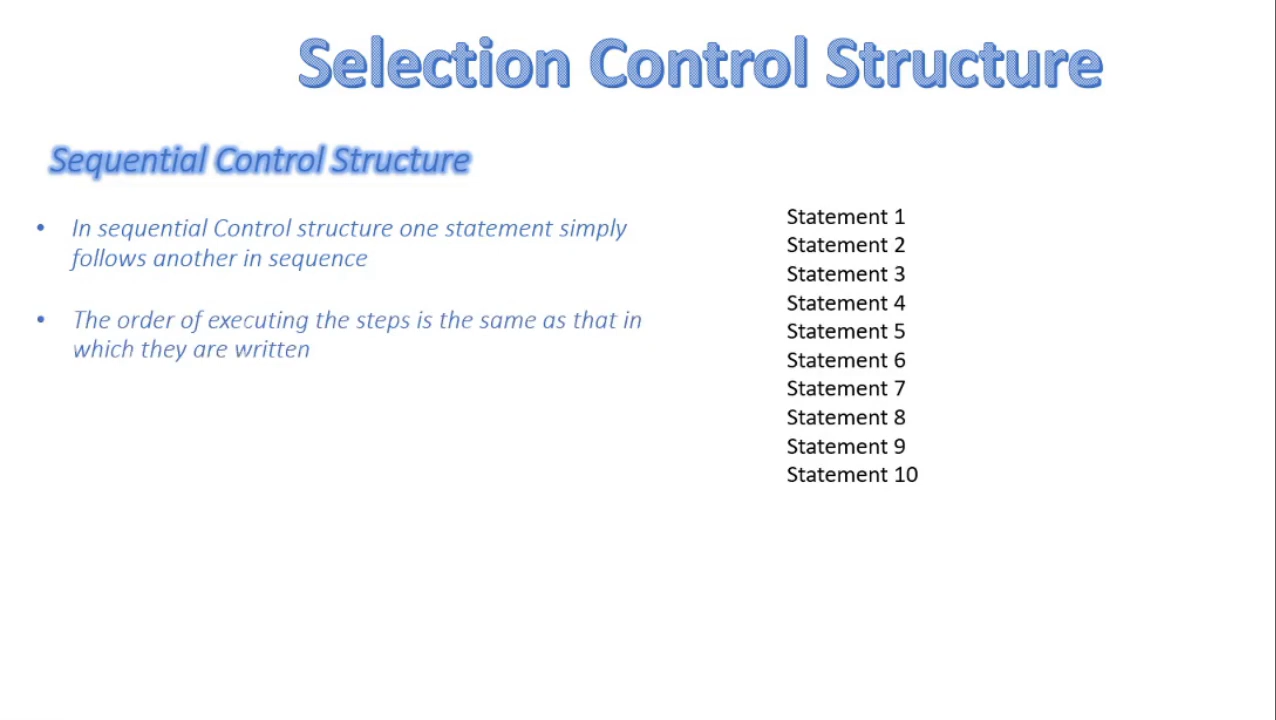 Selection Control Structure
Sequential Control Structure
• In sequential Control structure one statement simply
follows another in sequence
• The order of executing the steps is the same as that in
which they are written
Statement 1
Statement 2
Statement 3
Statement 4
Statement 5
Statement 6
Statement 7
Statement 8
Statement 9
Statement 10